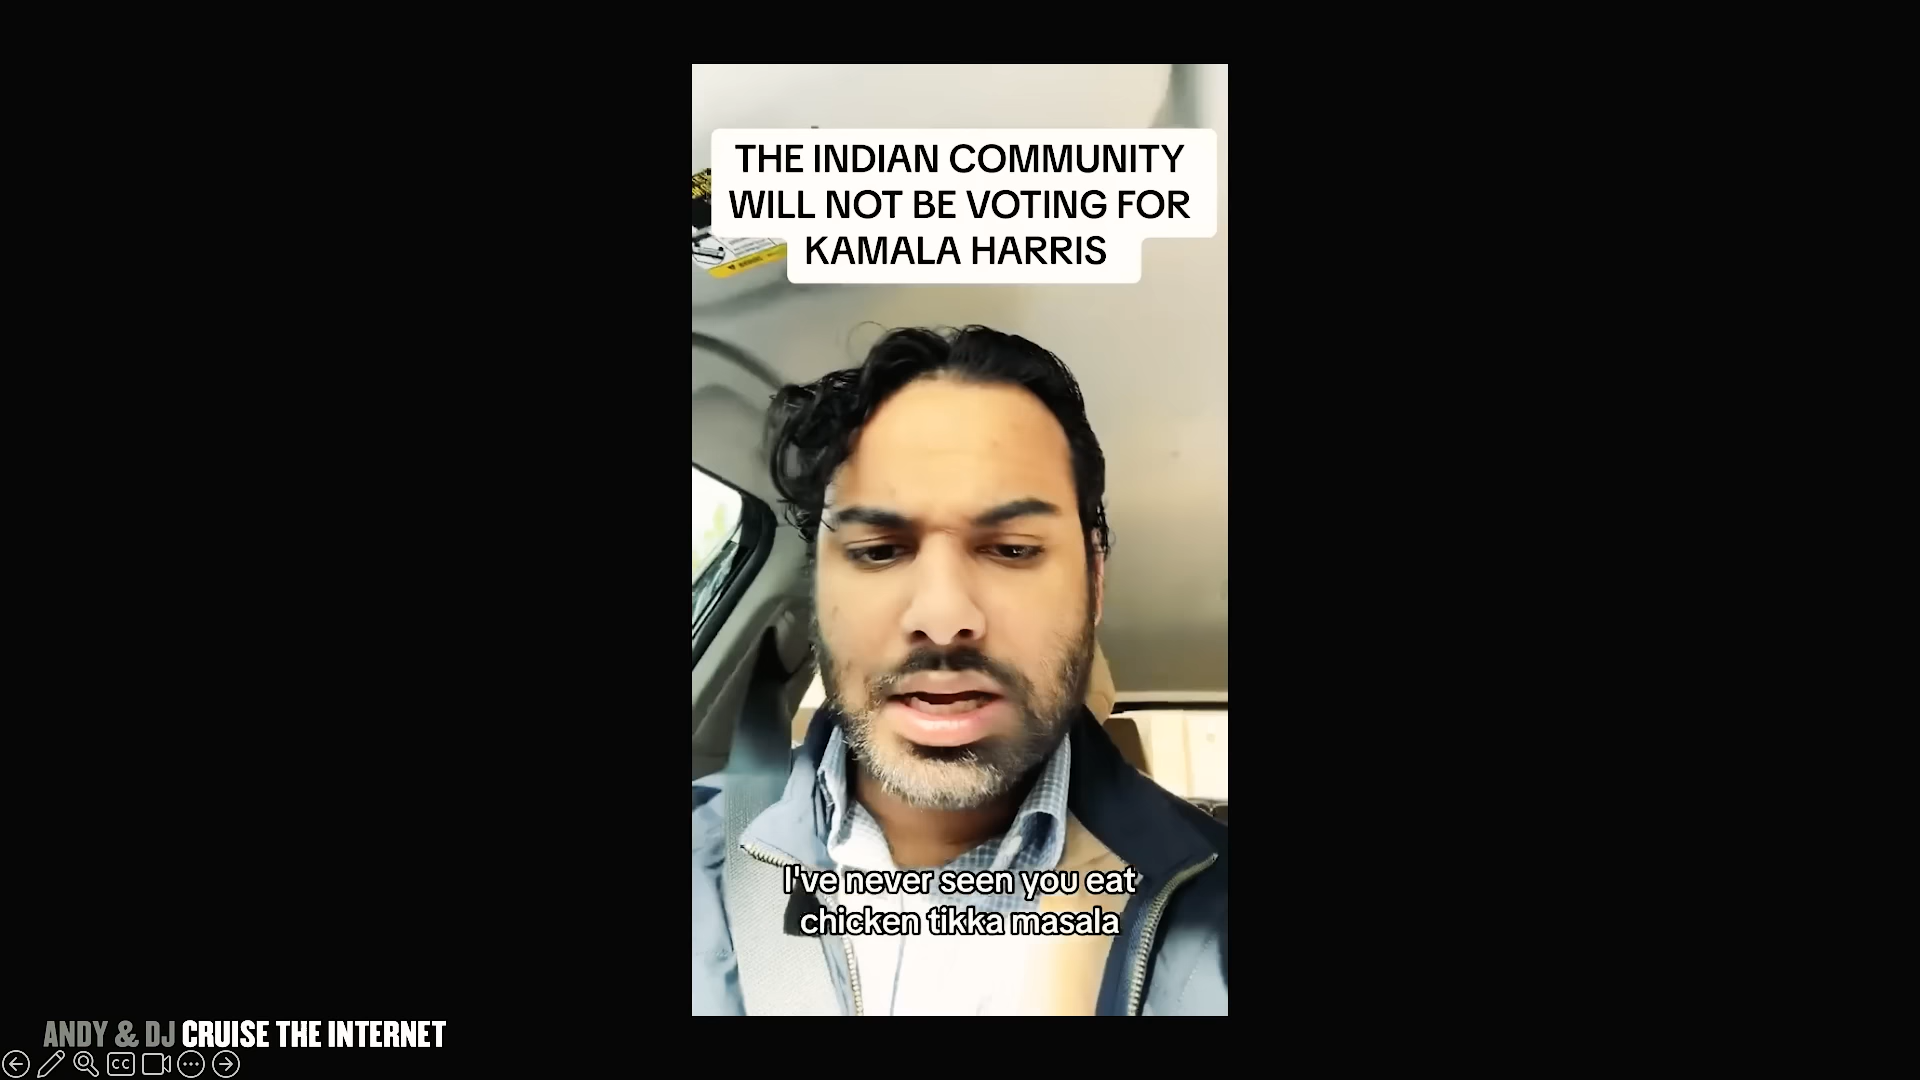 THE INDIAN COMMUNITY
WILL NOT BE VOTING FOR
KAMALA HARRIS
I've never seen you eat
chicken tikka masala
ANDY & DJ CRUISE THE INTERNET
CC